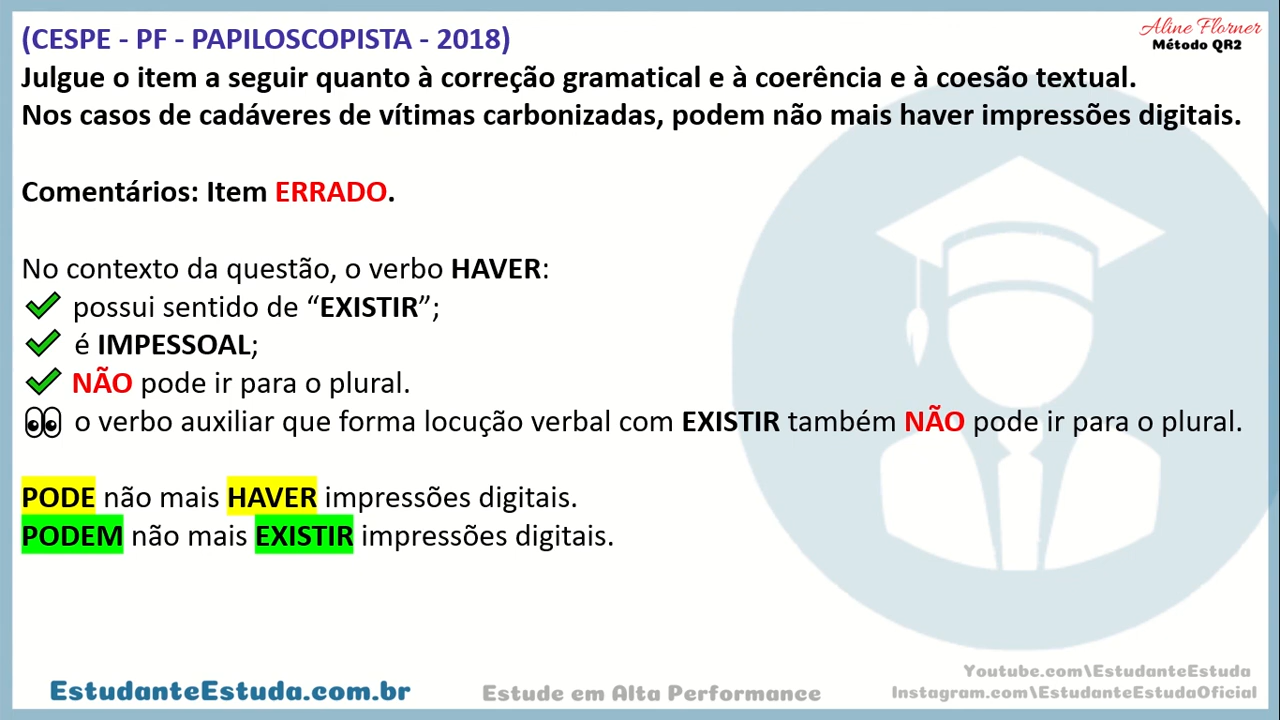 (CESPE - PF - PAPILOSCOPISTA - 2018)
Aline Florner
Método QR2
Julgue o item a seguir quanto à correção gramatical e à coerência e à coesão textual.
Nos casos de cadáveres de vítimas carbonizadas, podem não mais haver impressões digitais.
Comentários: Item ERRADO.
No contexto da questão, o verbo HAVER:
possui sentido de “EXISTIR”;
é IMPESSOAL;
NÃO pode ir para o plural.
o verbo auxiliar que forma locução verbal com EXISTIR também NÃO pode ir para o plural.
PODE não mais HAVER impressões digitais.
PODEM não mais EXISTIR impressões digitais.
EstudanteEstuda.com.br
Estude em Alta Performance
Youtube.com\EstudanteEstuda
Instagram.com\EstudanteEstudaOficial